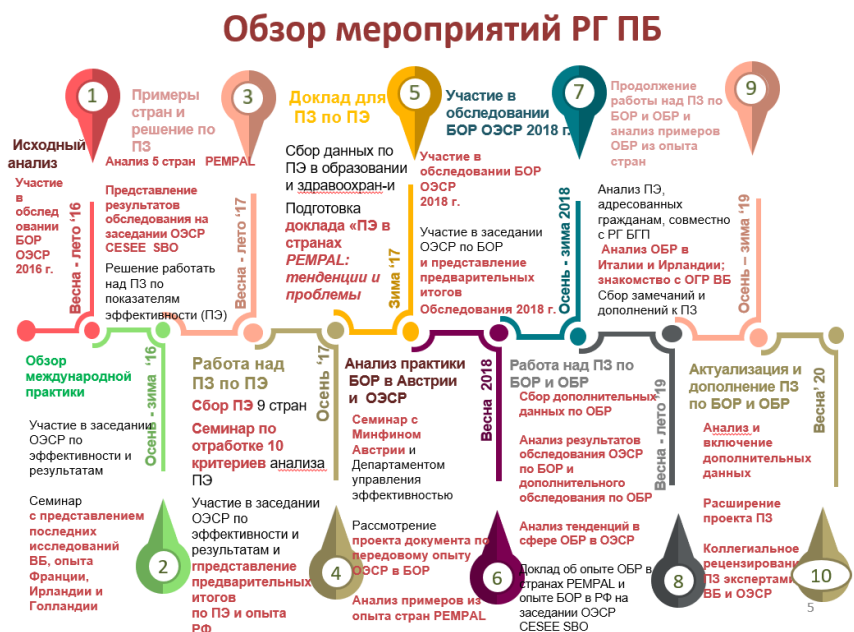 Обзор мероприятий РГ ПБ
1
Исходный
анализ
Участие
в
обслед
овании
БОР
ОЭСР
2016 г.
Весна - лето ‘16
Обзор
международной
практики
Участие в заседании
ОЭСР по
эффективности и
результатам
Семинар
с представлением
последних
исследований
ВБ, опыта
Франции,
Ирландии и
Голландии
Осень - зима ‘16
2
3
Примеры
стран и
решение по
ПЗ
Анализ 5 стран PEMPAL
Представление
результатов
обследования на
заседании ОЭСР
CESEE SBO
Решение работать
над ПЗ по
показателям
эффективности (ПЭ)
Весна - лето ‘17
Работа над
ПЗ по ПЭ
Сбор ПЭ 9 стран
Семинар по
отработке 10
критериев анализа
ПЭ
Участие в заседании
ОЭСР по
эффективности и
результатам и
представление
предварительных
итогов
по ПЭ и опыта
РФ
Осень ‘17
4
5
Доклад для
ПЗ по ПЭ
Сбор данных по
ПЭ в образовании
и здравоохран-и
Подготовка
доклада «ПЭ в
странах
PEMPAL:
тенденции и
проблемы
Зима ‘17
Анализ практики
БОР в Австрии
и ОЭСР
Семинар с
Минфином
Австрии и
Департаментом
управления
эффективностью
Рассмотрение
проекта документа по
передовому опыту
ОЭСР в БОР
Анализ примеров из
опыта стран PEMPAL
Весна 2018
6
7
Участие в
обследовании
БОР ОЭСР 2018 г.
Участие в
обследовании БОР
ОЭСР
2018 г.
Участие в заседании
ОЭСР по БОР
и представление
предварительных
итогов
Обследования 2018 г.
Осень - зима 2018
Работа над ПЗ по
БОР и ОБР
Сбор дополнительных
данных по ОБР
Анализ результатов
обследования ОЭСР
по БОР и
дополнительного
обследования по ОБР
Анализ тенденций в
сфере ОБР в ОЭСР
Доклад об опыте ОБР в
странах PEMPAL и
опыте БОР в РФ на
заседании ОЭСР
CESEE SBO
Весна - лето ‘19
8
9
Продолжение
работы над ПЗ по
БОР и ОБР и
анализ примеров
ОБР из опыта
стран
Анализ ПЭ,
адресованных
гражданам, совместно
с РГ БГП
Анализ ОБР в
Италии и Ирландии;
знакомство с ОГР ВБ
Сбор замечаний и
дополнений к ПЗ
Осень – зима ‘19
Актуализация и
дополнение ПЗ
по БОР и ОБР
Анализ и
включение
дополнительных
данных
Расширение
проекта ПЗ
Коллегиальное
рецензировани
ПЗ экспертами
ВБ и ОЭСР
Весна’ 20
10
5